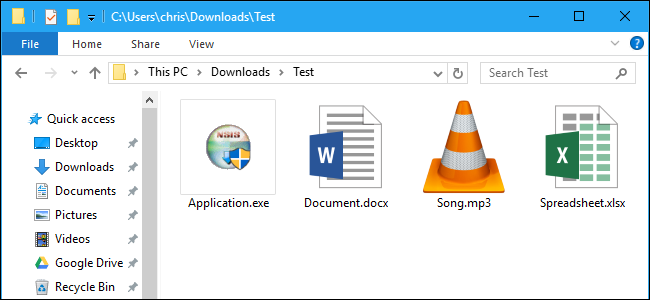 C:\Users\chris\Downloads\Test
File Home Share View
This PC Downloads Test
Search Test
Quick access
Desktop
Downloads
Documents
Pictures
Videos
Google Drive
Recycle Bin
NSIS
W
X
Application.exe Document.docx Song.mp3 Spreadsheet.xlsx